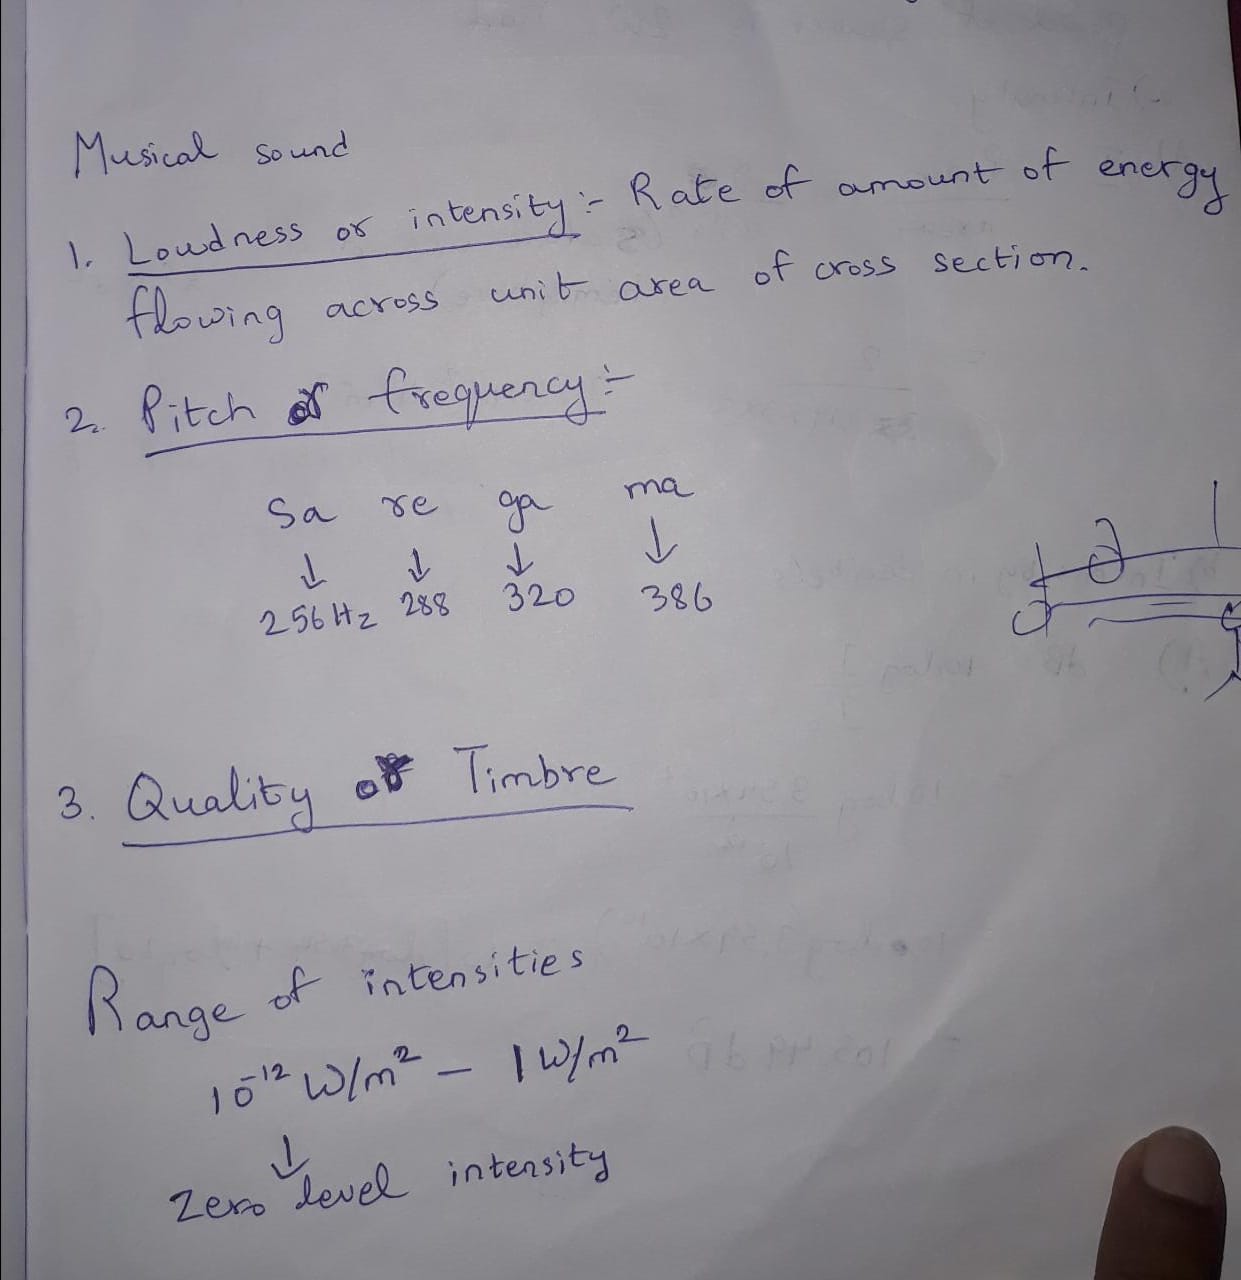 Musical sound
1. Loudness or intensity :- Rate of amount of energy
flowing across unit area of cross section.
2. Pitch or frequency :-
Sa re ga ma
↓ ↓ ↓ ↓
256 Hz 288 320 386
3. Quality or Timbre
Range of intensities
10⁻¹² W/m² – 1 W/m²
↓
Zero level intensity